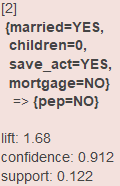 [2]
{married=YES,
children=0,
save_act=YES,
mortgage=NO}
=> {pep=NO}
lift: 1.68
confidence: 0.912
support: 0.122